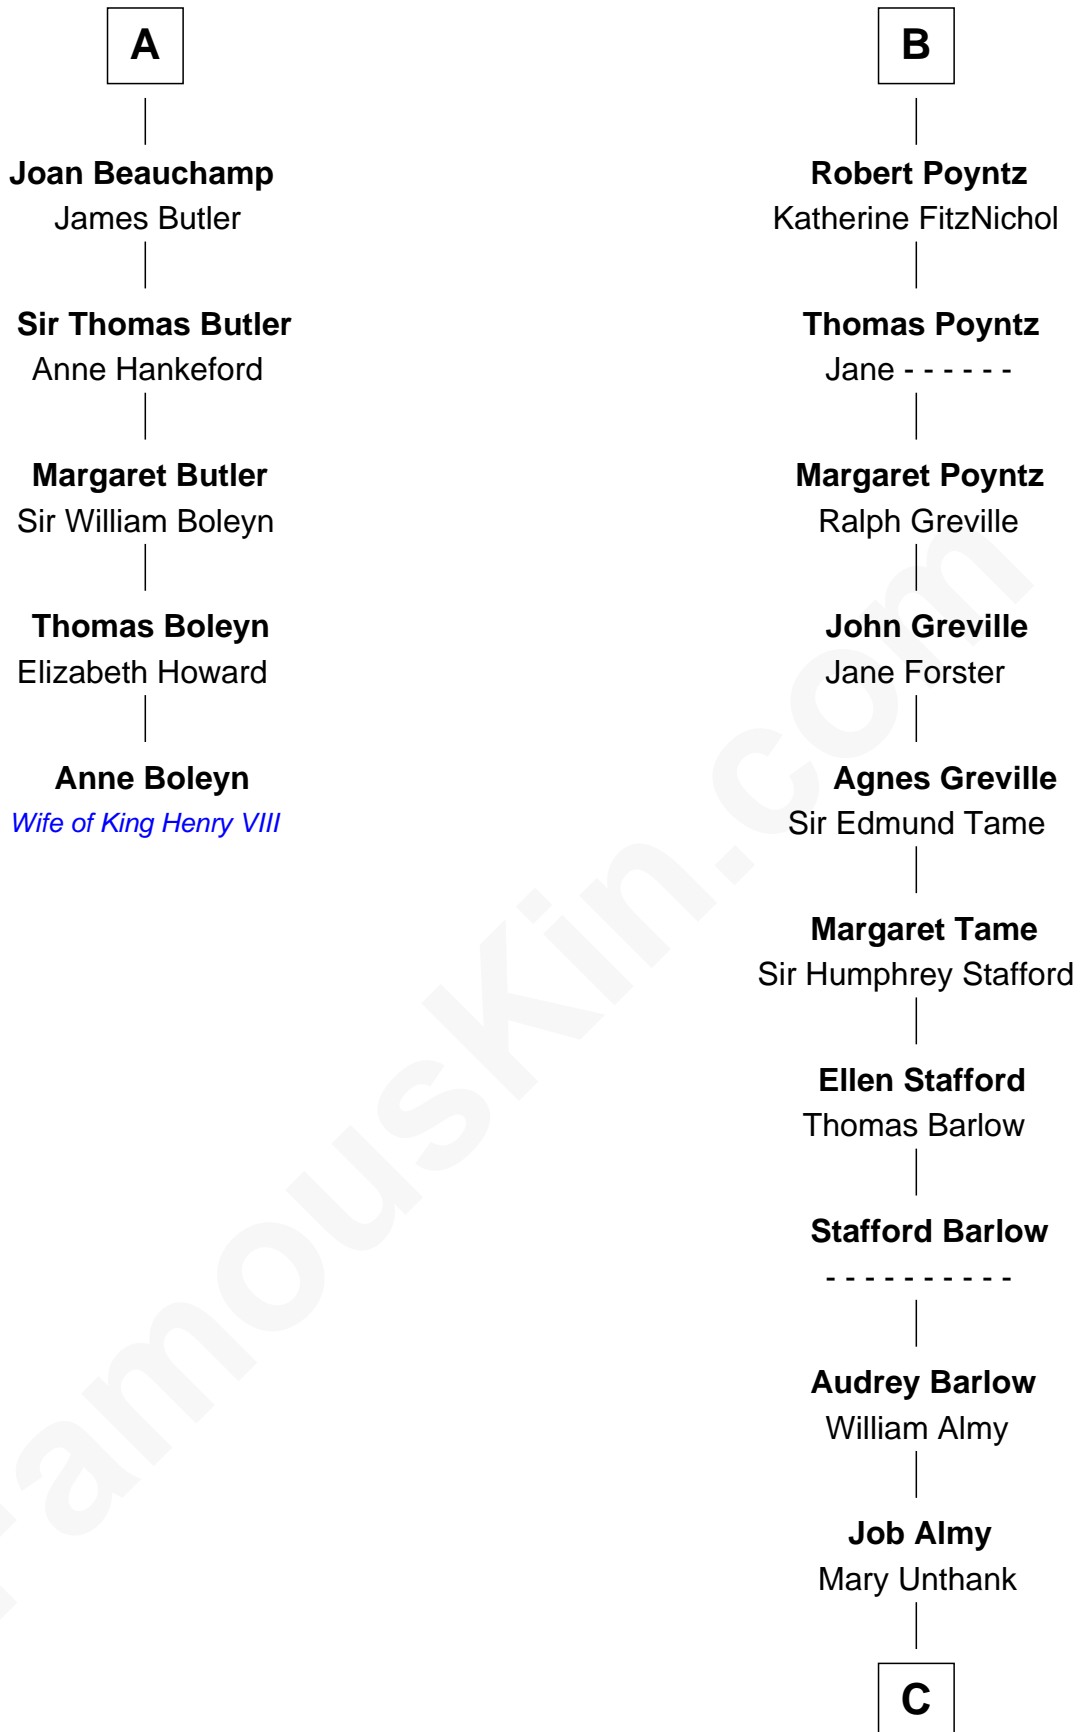 A
Joan Beauchamp
James Butler
Sir Thomas Butler
Anne Hankeford
Margaret Butler
Sir William Boleyn
Thomas Boleyn
Elizabeth Howard
Anne Boleyn
Wife of King Henry VIII
B
Robert Poyntz
Katherine FitzNichol
Thomas Poyntz
Jane - - - - - -
Margaret Poyntz
Ralph Greville
John Greville
Jane Forster
Agnes Greville
Sir Edmund Tame
Margaret Tame
Sir Humphrey Stafford
Ellen Stafford
Thomas Barlow
Stafford Barlow
- - - - - - - - - -
Audrey Barlow
William Almy
Job Almy
Mary Unthank
C
FamousKin.com